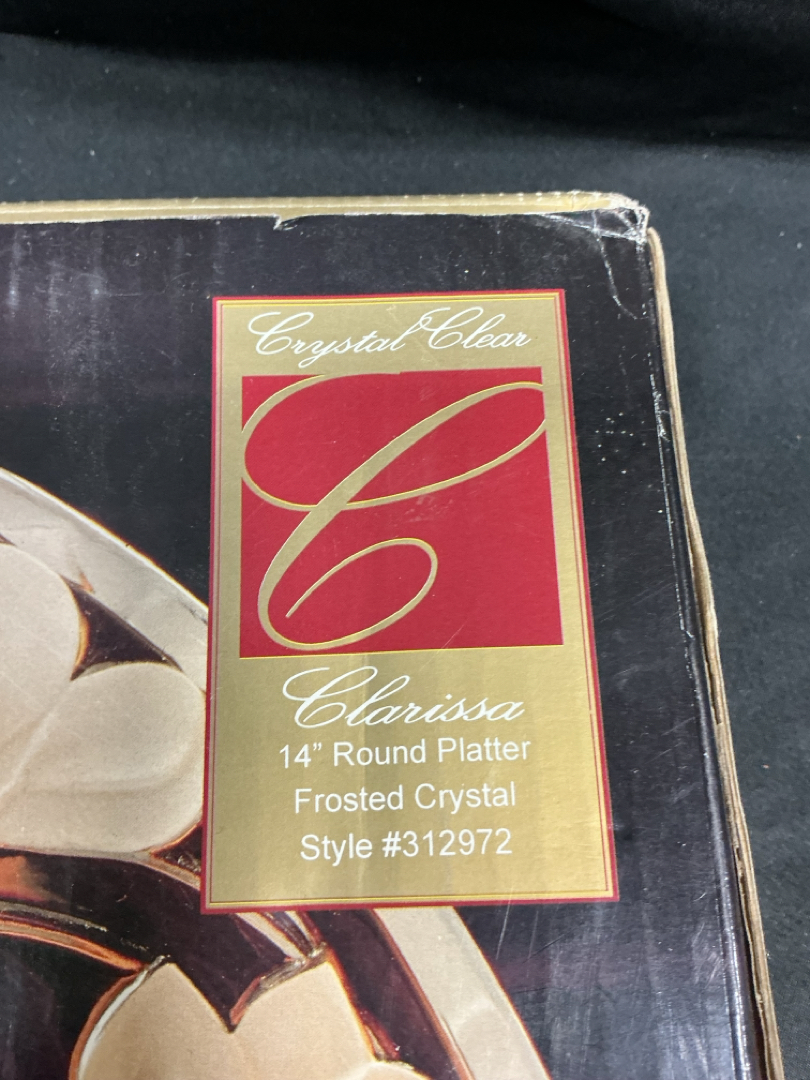 Crystal Clear
C
Clarissa
14” Round Platter
Frosted Crystal
Style #312972